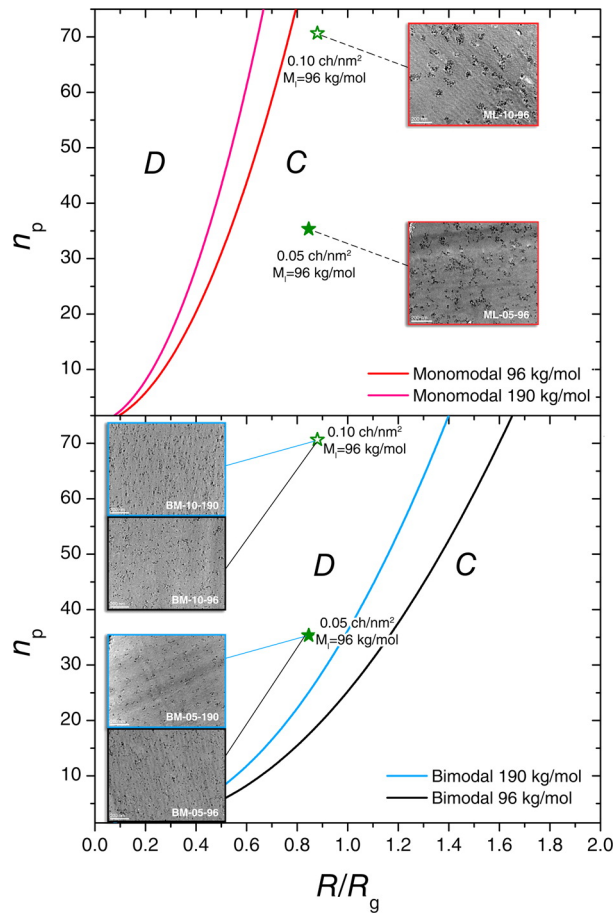 70
60
50
40
30
20
10
n_p
D
C
0.10 ch/nm²
M_l=96 kg/mol
ML-10-96
0.05 ch/nm²
M_l=96 kg/mol
ML-05-96
Monomodal 96 kg/mol
Monomodal 190 kg/mol
70
60
50
40
30
20
10
n_p
BM-10-190
BM-10-96
BM-05-190
BM-05-96
0.10 ch/nm²
M_l=96 kg/mol
D
C
0.05 ch/nm²
M_l=96 kg/mol
Bimodal 190 kg/mol
Bimodal 96 kg/mol
0.0 0.2 0.4 0.6 0.8 1.0 1.2 1.4 1.6 1.8 2.0
R/R_g